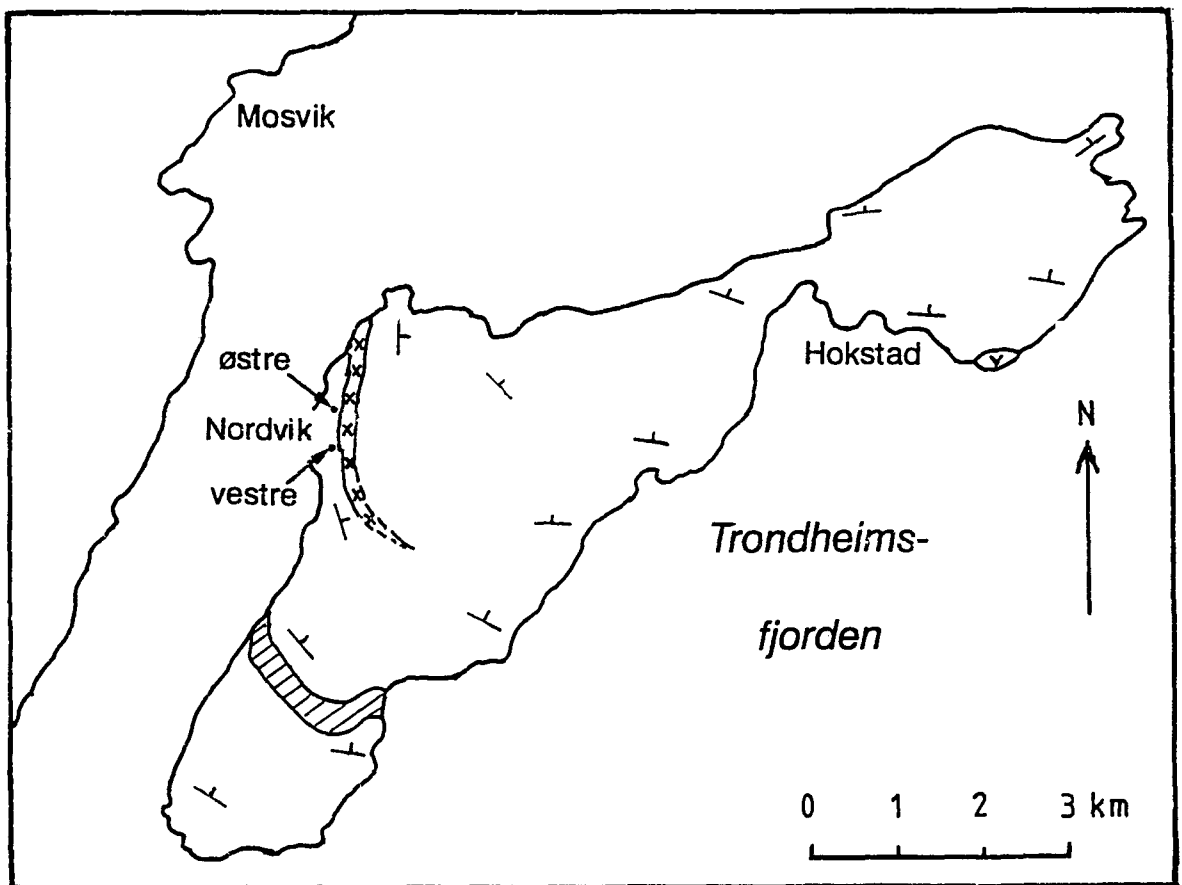 Mosvik
østre
Nordvik
vestre
Hokstad
Y
N
Trondheims-
fjorden
0 1 2 3 km